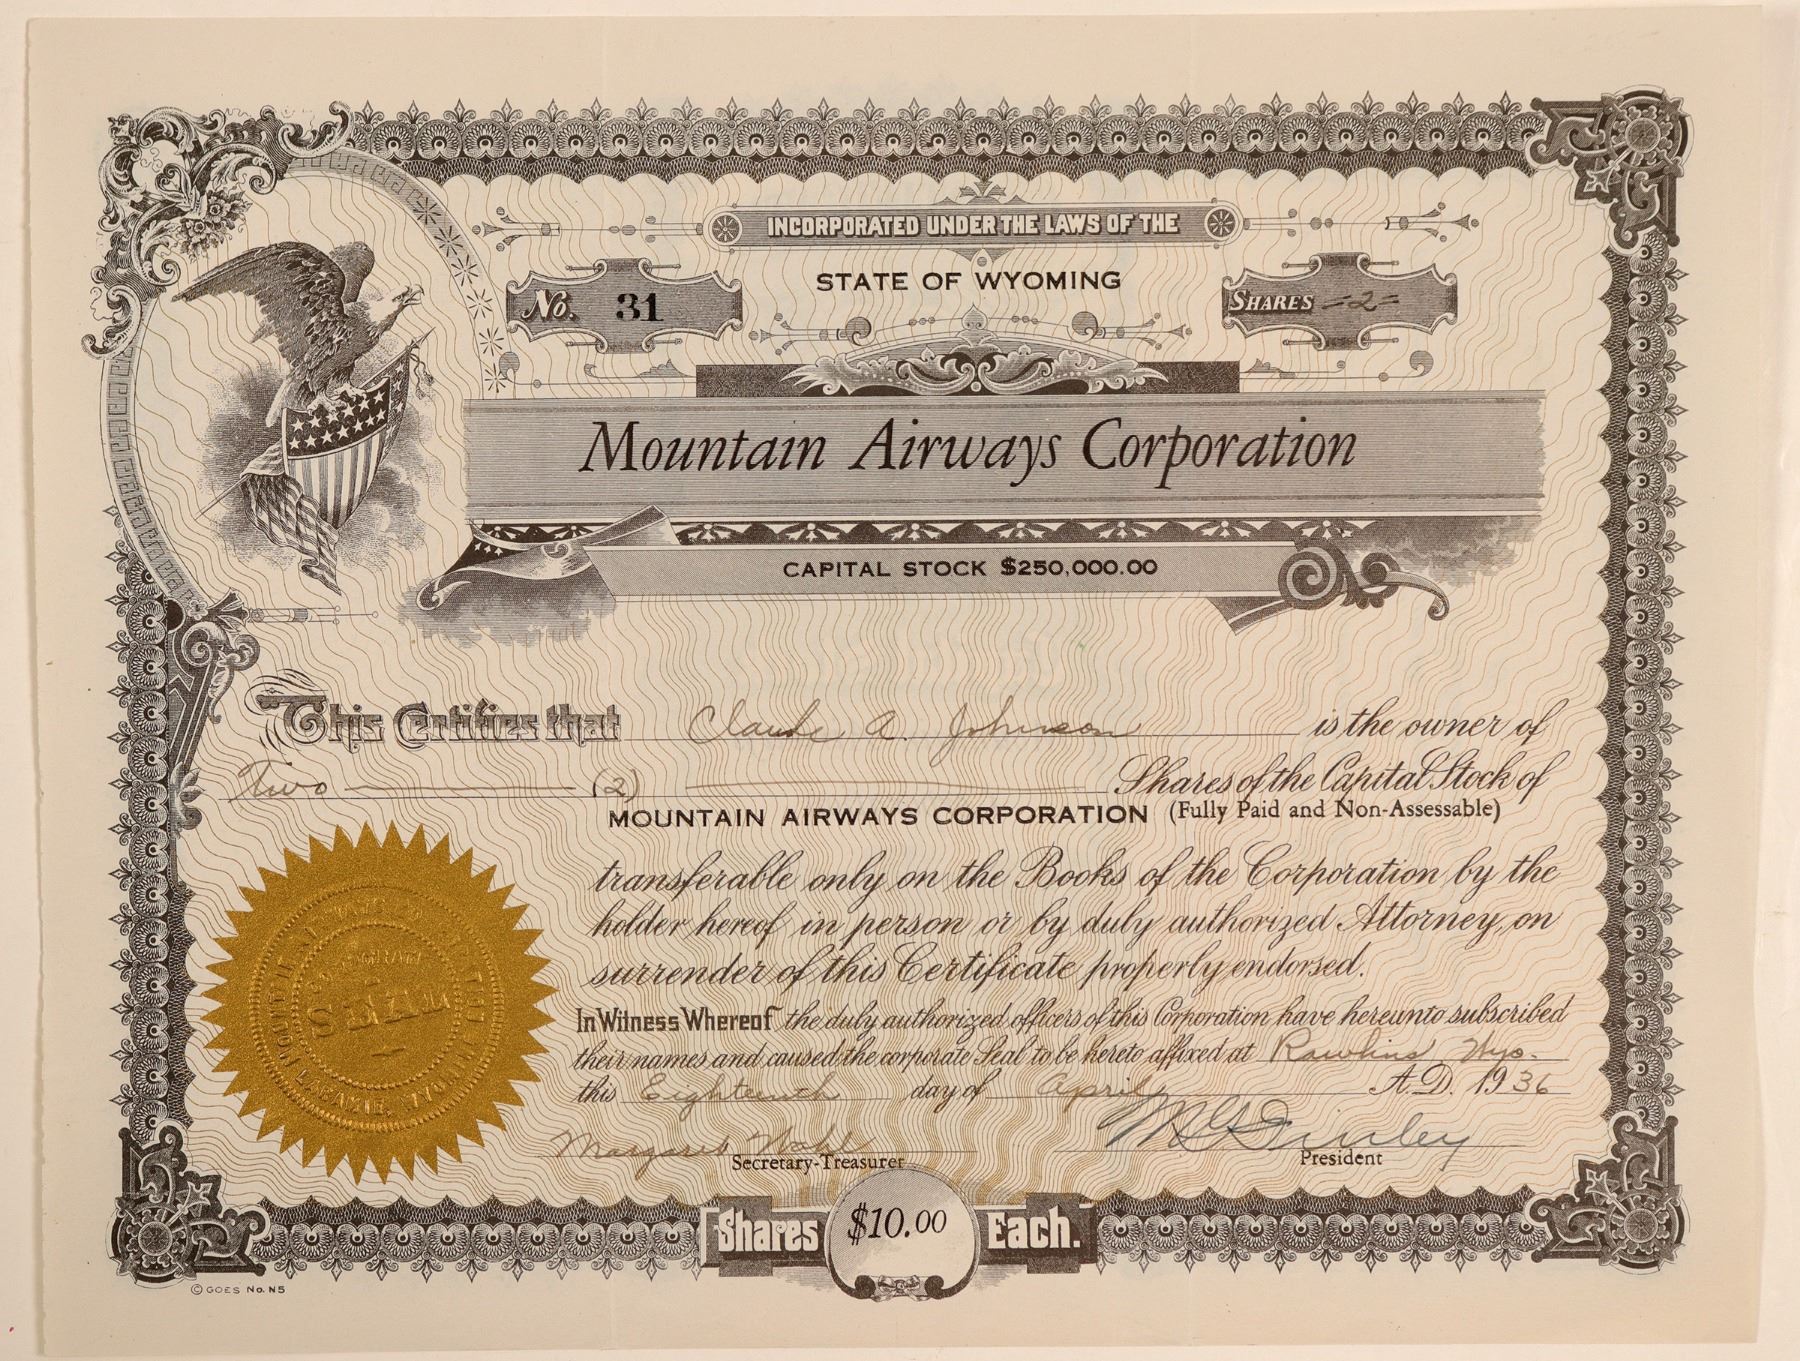 INCORPORATED UNDER THE LAWS OF THE
STATE OF WYOMING
No. 31
SHARES -2-
Mountain Airways Corporation
CAPITAL STOCK $250,000.00
This Certifies that Claude A. Johnson is the owner of
Two (2) Shares of the Capital Stock of
MOUNTAIN AIRWAYS CORPORATION (Fully Paid and Non-Assessable)
transferable only on the Books of the Corporation by the
holder hereof in person or by duly authorized Attorney, on
surrender of this Certificate properly endorsed.
In Witness Whereof the duly authorized officers of this Corporation have hereunto subscribed
their names and caused the corporate Seal to be hereto affixed at Rawlins, Wyo.
this Eighteenth day of April A.D. 1936
Margaret Wahl
Secretary-Treasurer
Finley
President
SEAL
LARAMIE, WYOMING
Shares $10.00 Each.
© GOES No. N5